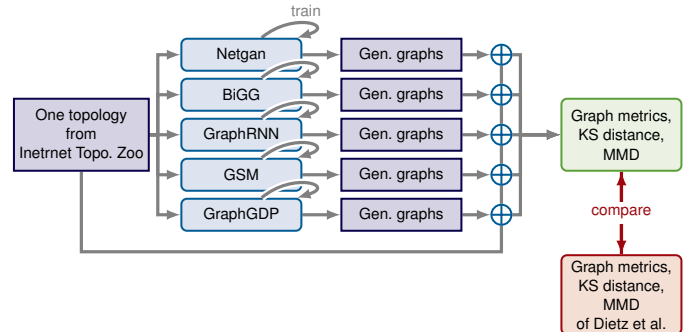 train
Netgan
Gen. graphs
BiGG
Gen. graphs
One topology
from
Inetrnet Topo. Zoo
GraphRNN
Gen. graphs
GSM
Gen. graphs
GraphGDP
Gen. graphs
Graph metrics,
KS distance,
MMD
compare
Graph metrics,
KS distance,
MMD
of Dietz et al.